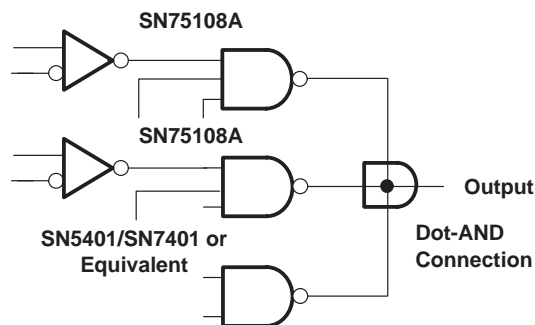 SN75108A
SN75108A
Output
SN5401/SN7401 or
Equivalent
Dot-AND
Connection